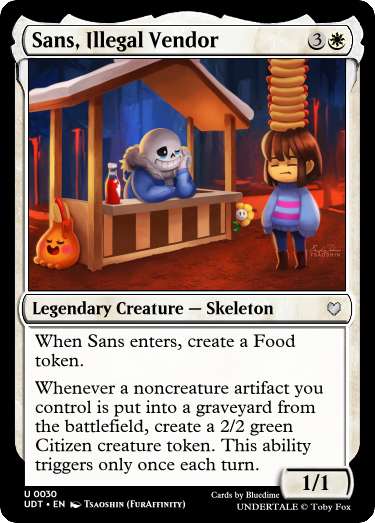 Sans, Illegal Vendor 3
TSAOSHIN
Legendary Creature — Skeleton
When Sans enters, create a Food
token.
Whenever a noncreature artifact you
control is put into a graveyard from
the battlefield, create a 2/2 green
Citizen creature token. This ability
triggers only once each turn.
1/1
U 0030
UDT • EN Tsaoshin (FurAffinity)
Cards by Bluedime
UNDERTALE © Toby Fox